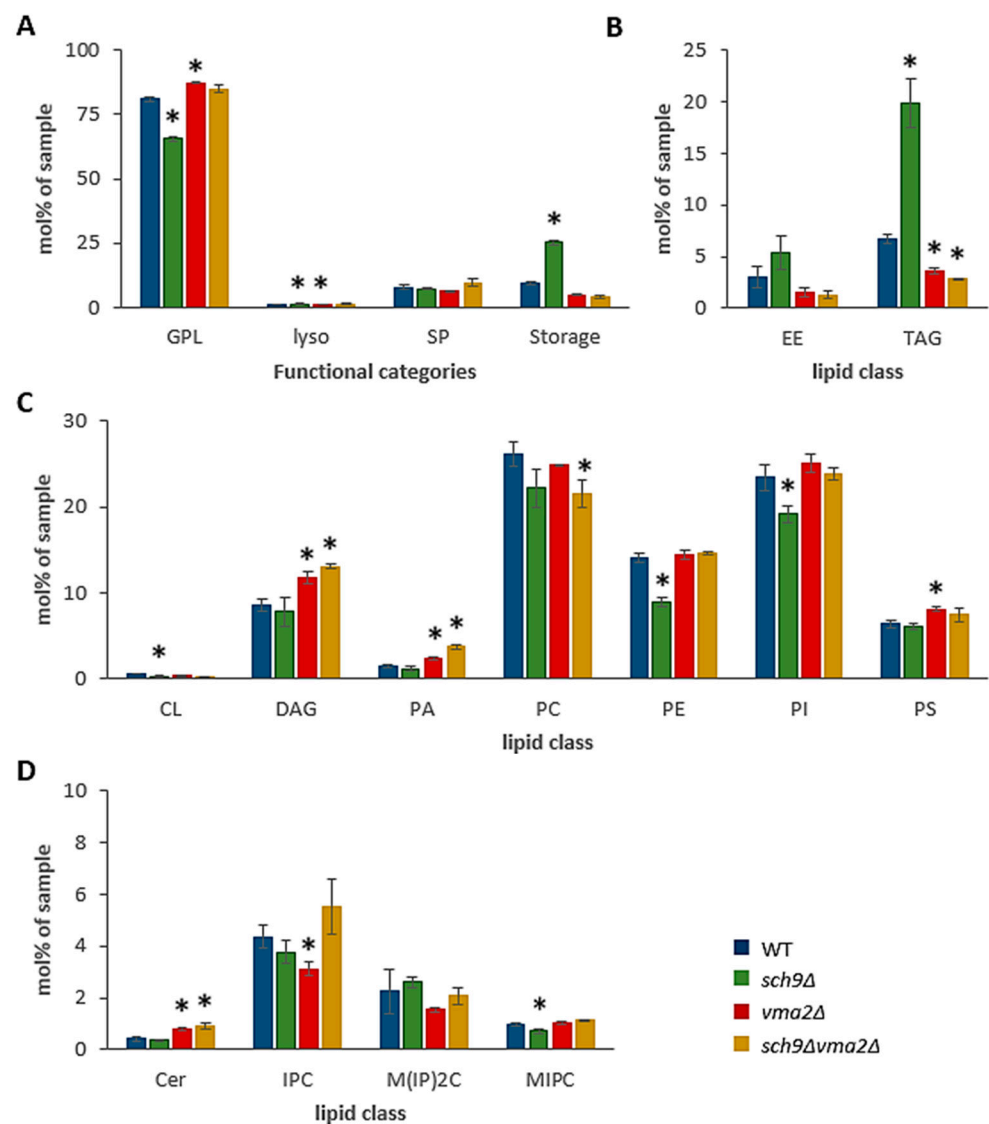 A
mol% of sample
100
75
50
25
0
* * * * *
GPL lyso SP Storage
Functional categories
B
mol% of sample
25
20
15
10
5
0
* * *
EE TAG
lipid class
C
mol% of sample
30
20
10
0
* * * * * * * * * 
CL DAG PA PC PE PI PS
lipid class
D
mol% of sample
10
8
6
4
2
0
* * * *
Cer IPC M(IP)2C MIPC
lipid class
WT
sch9Δ
vma2Δ
sch9Δvma2Δ